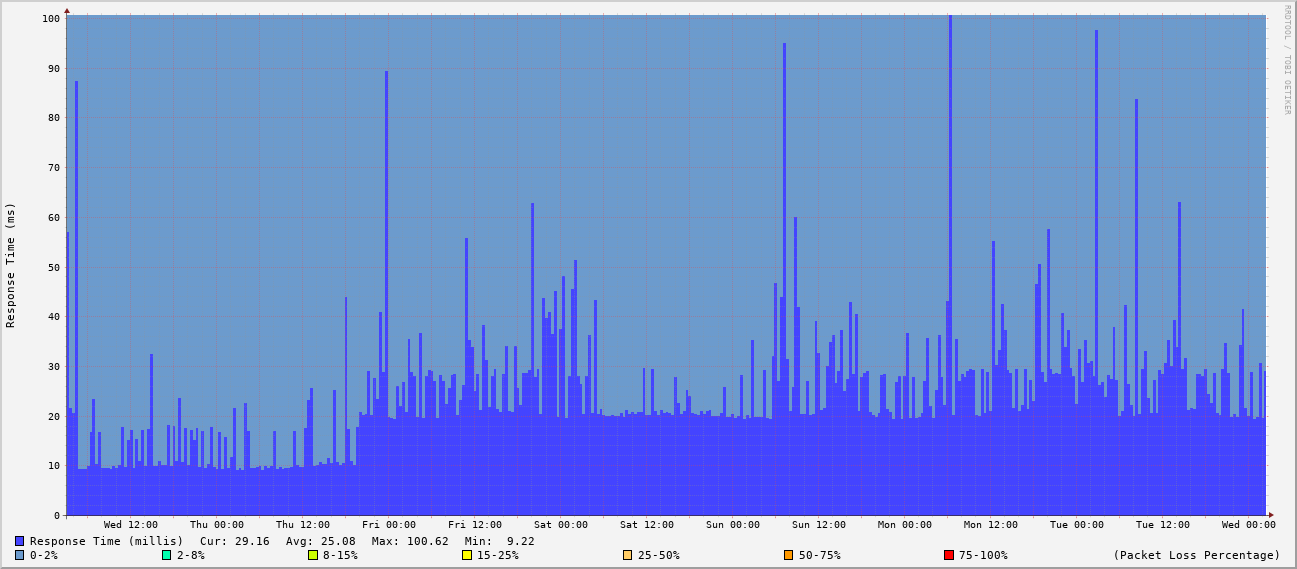 RRDTOOL / TOBI OETIKER
Response Time (ms)
100
90
80
70
60
50
40
30
20
10
0
Wed 12:00 Thu 00:00 Thu 12:00 Fri 00:00 Fri 12:00 Sat 00:00 Sat 12:00 Sun 00:00 Sun 12:00 Mon 00:00 Mon 12:00 Tue 00:00 Tue 12:00 Wed 00:00
Response Time (millis) Cur: 29.16 Avg: 25.08 Max: 100.62 Min: 9.22
0-2% 2-8% 8-15% 15-25% 25-50% 50-75% 75-100% (Packet Loss Percentage)